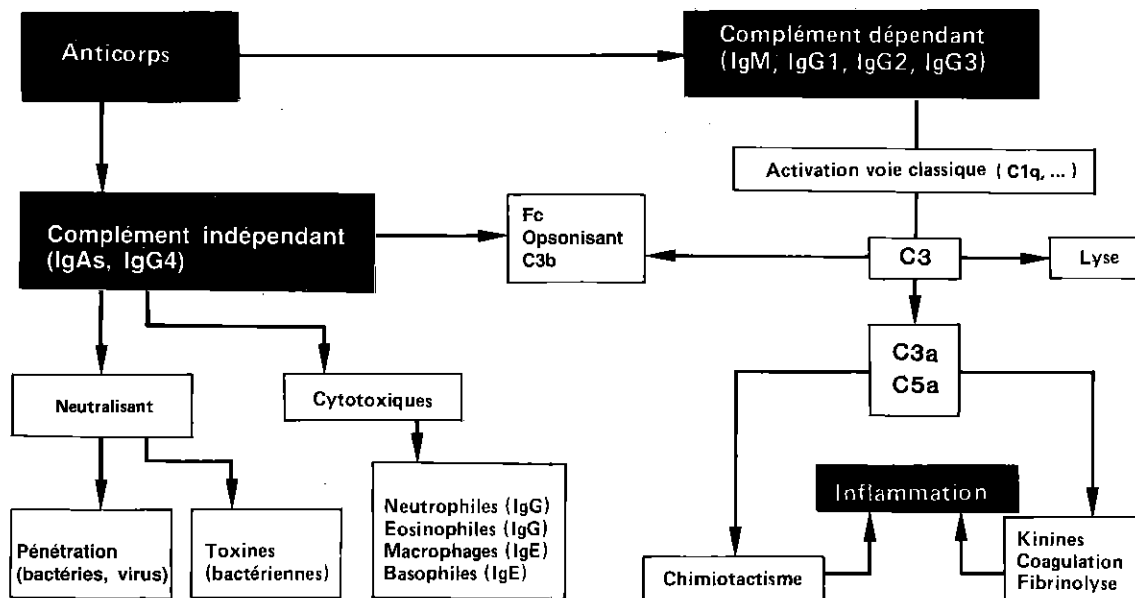 Anticorps
Complément dépendant
(IgM, IgG1, IgG2, IgG3)
Activation voie classique (C1q, ...)
Complément indépendant
(IgAs, IgG4)
Fc
Opsonisant
C3b
C3
Lyse
C3a
C5a
Neutralisant
Cytotoxiques
Inflammation
Pénétration
(bactéries, virus)
Toxines
(bactériennes)
Neutrophiles (IgG)
Eosinophiles (IgG)
Macrophages (IgE)
Basophiles (IgE)
Chimiotactisme
Kinines
Coagulation
Fibrinolyse